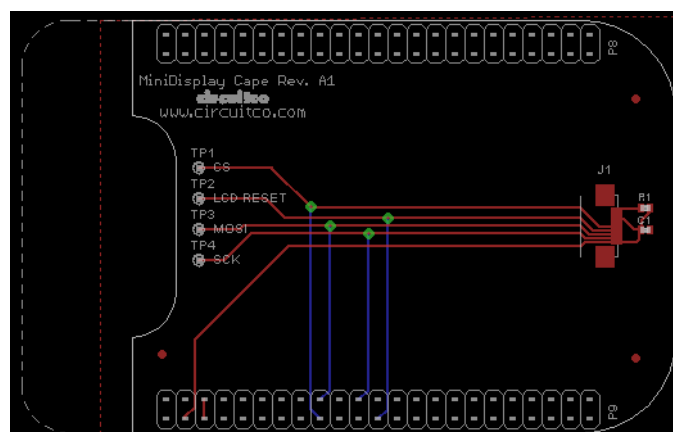 P8
MiniDisplay Cape Rev. A1
circuitco
www.circuitco.com
TP1
CS
J1
TP2
LCD RESET
R1
TP3
MOSI
C1
TP4
SCK
P9